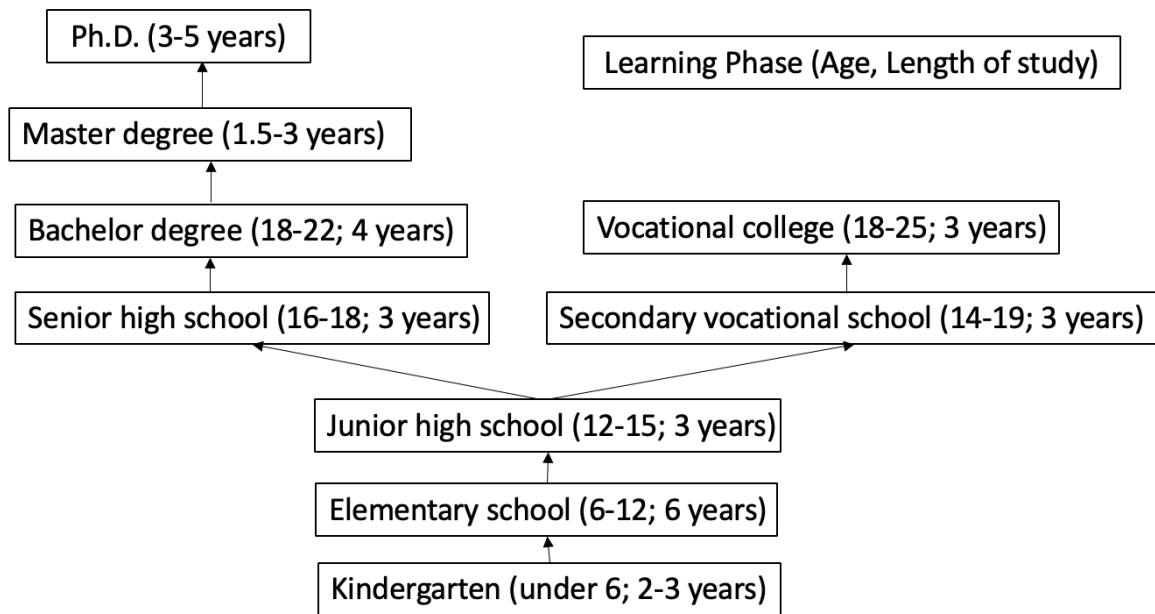 Ph.D. (3-5 years)
Learning Phase (Age, Length of study)
Master degree (1.5-3 years)
Bachelor degree (18-22; 4 years)
Vocational college (18-25; 3 years)
Senior high school (16-18; 3 years)
Secondary vocational school (14-19; 3 years)
Junior high school (12-15; 3 years)
Elementary school (6-12; 6 years)
Kindergarten (under 6; 2-3 years)